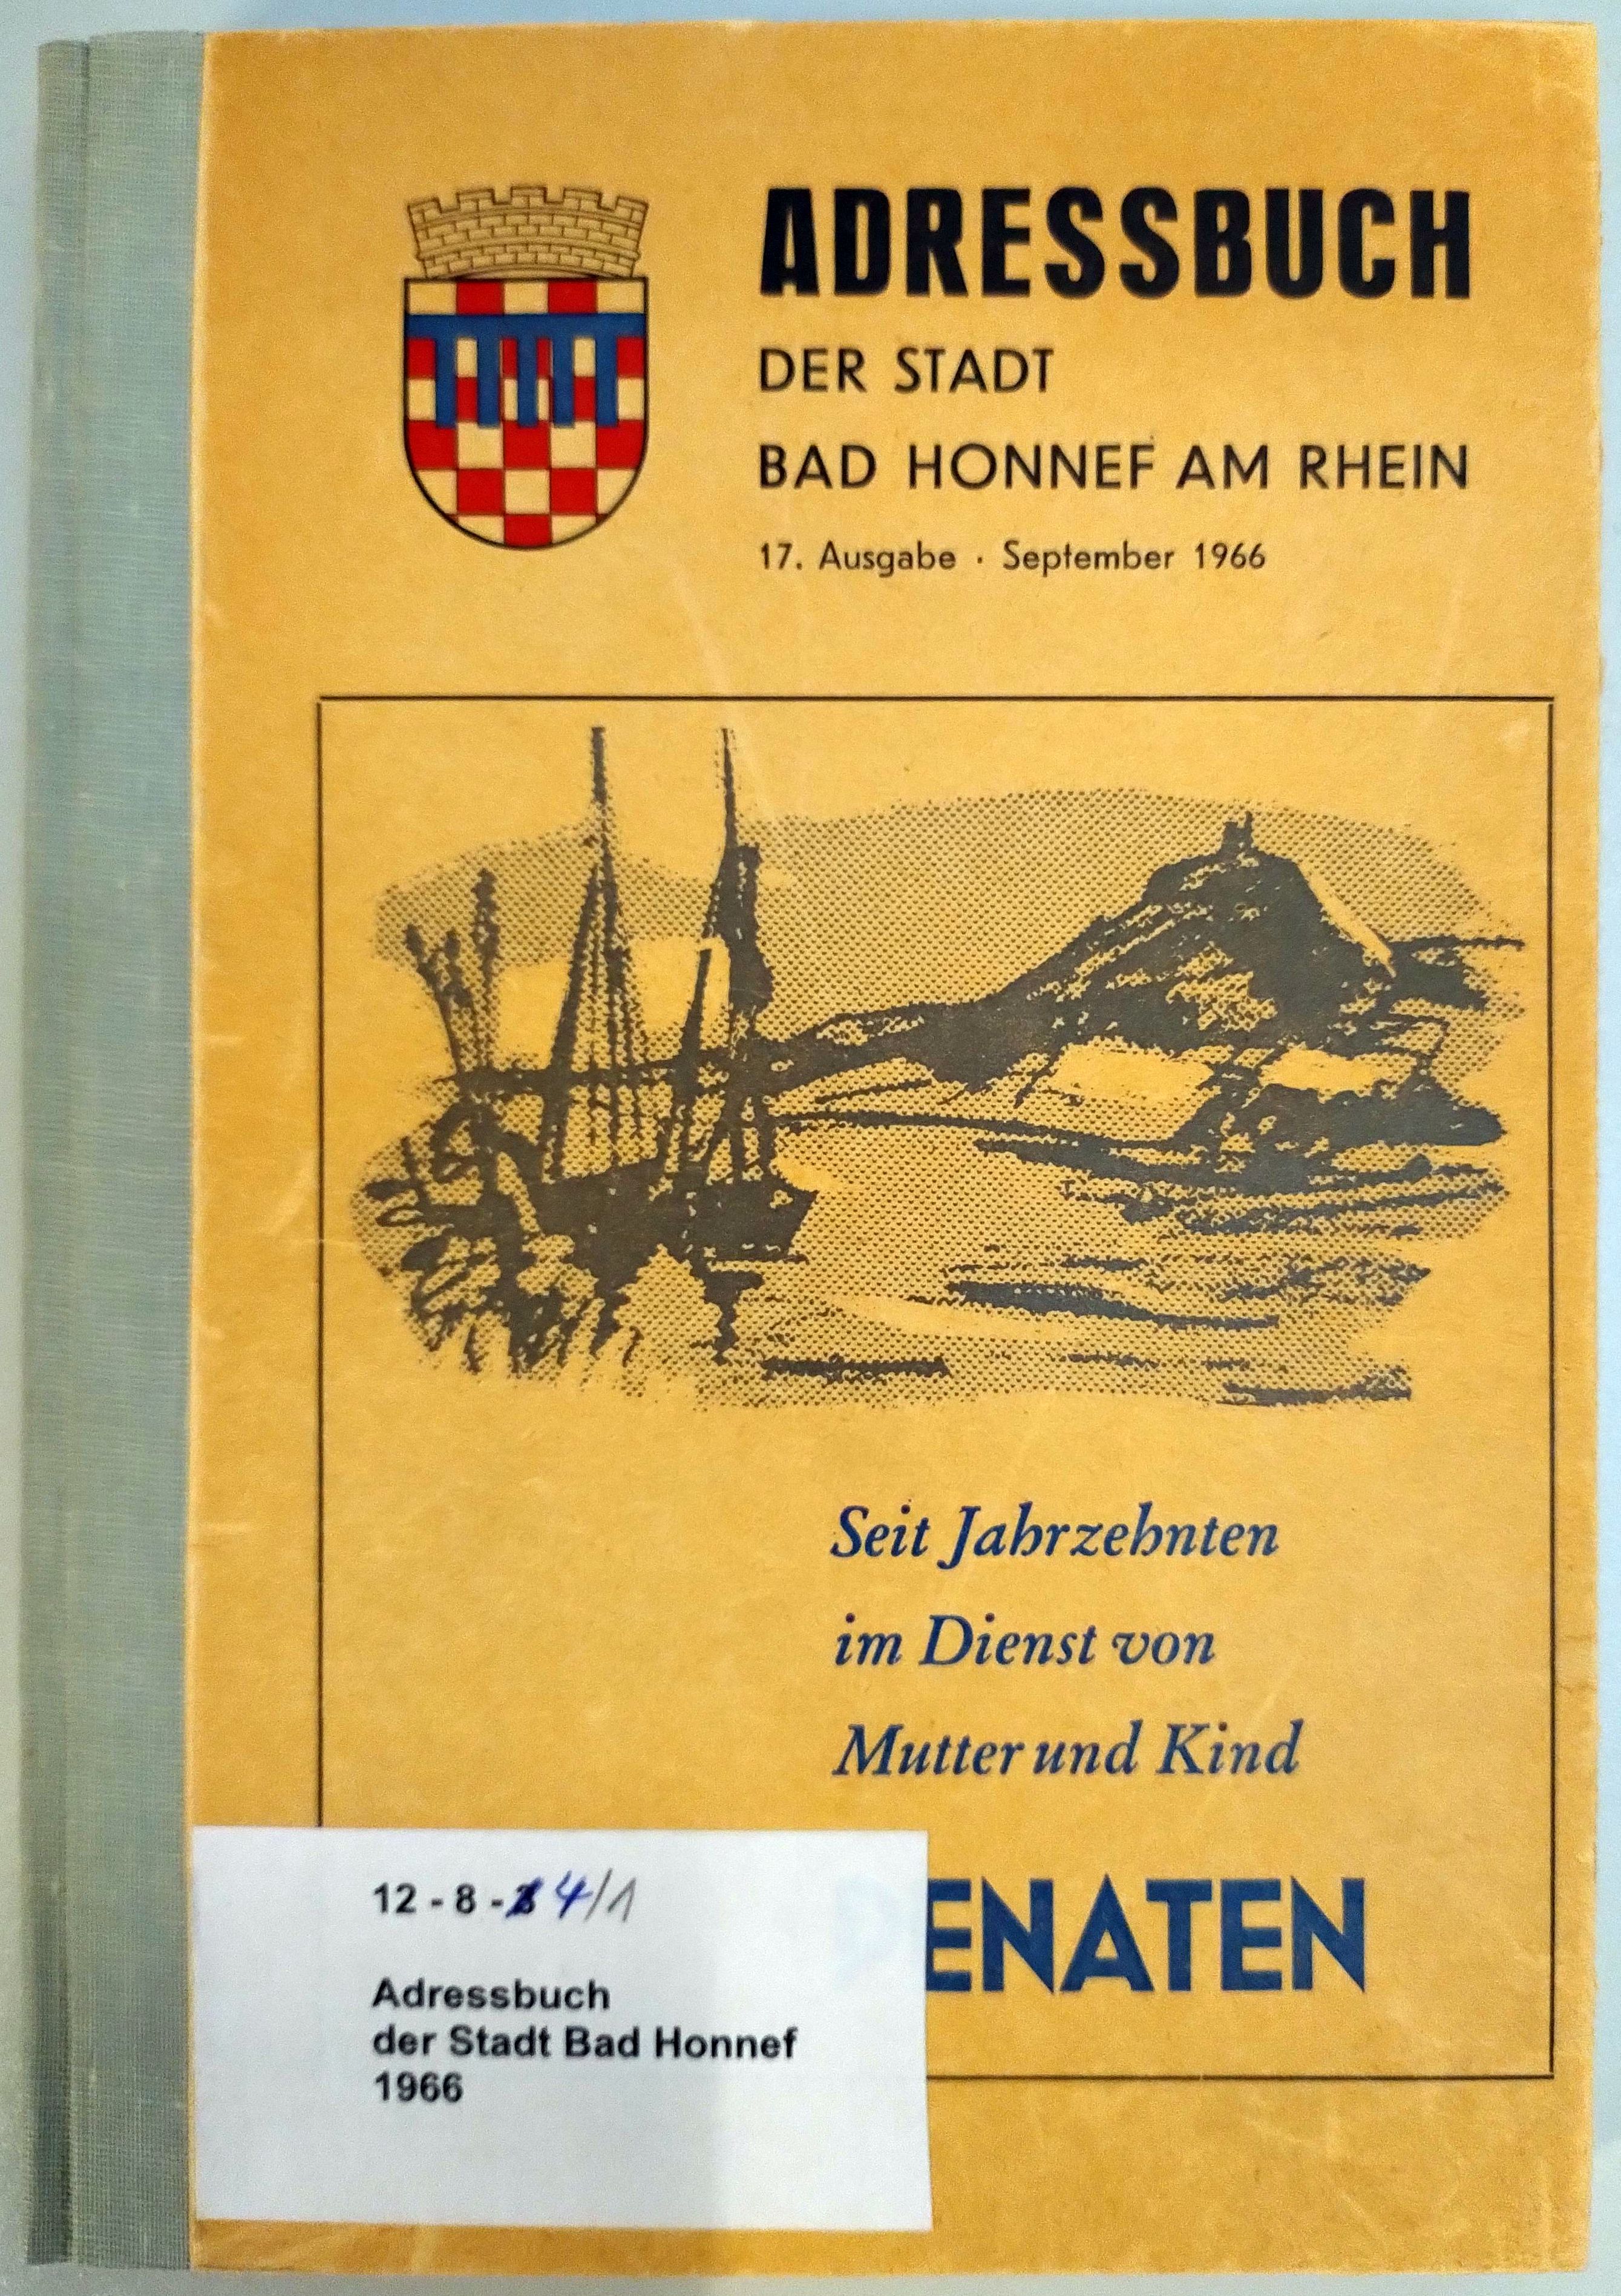 ADRESSBUCH
DER STADT
BAD HONNEF AM RHEIN
17. Ausgabe · September 1966
Seit Jahrzehnten
im Dienst von
Mutter und Kind
PENATEN
12 - 8 - 4/1
Adressbuch
der Stadt Bad Honnef
1966